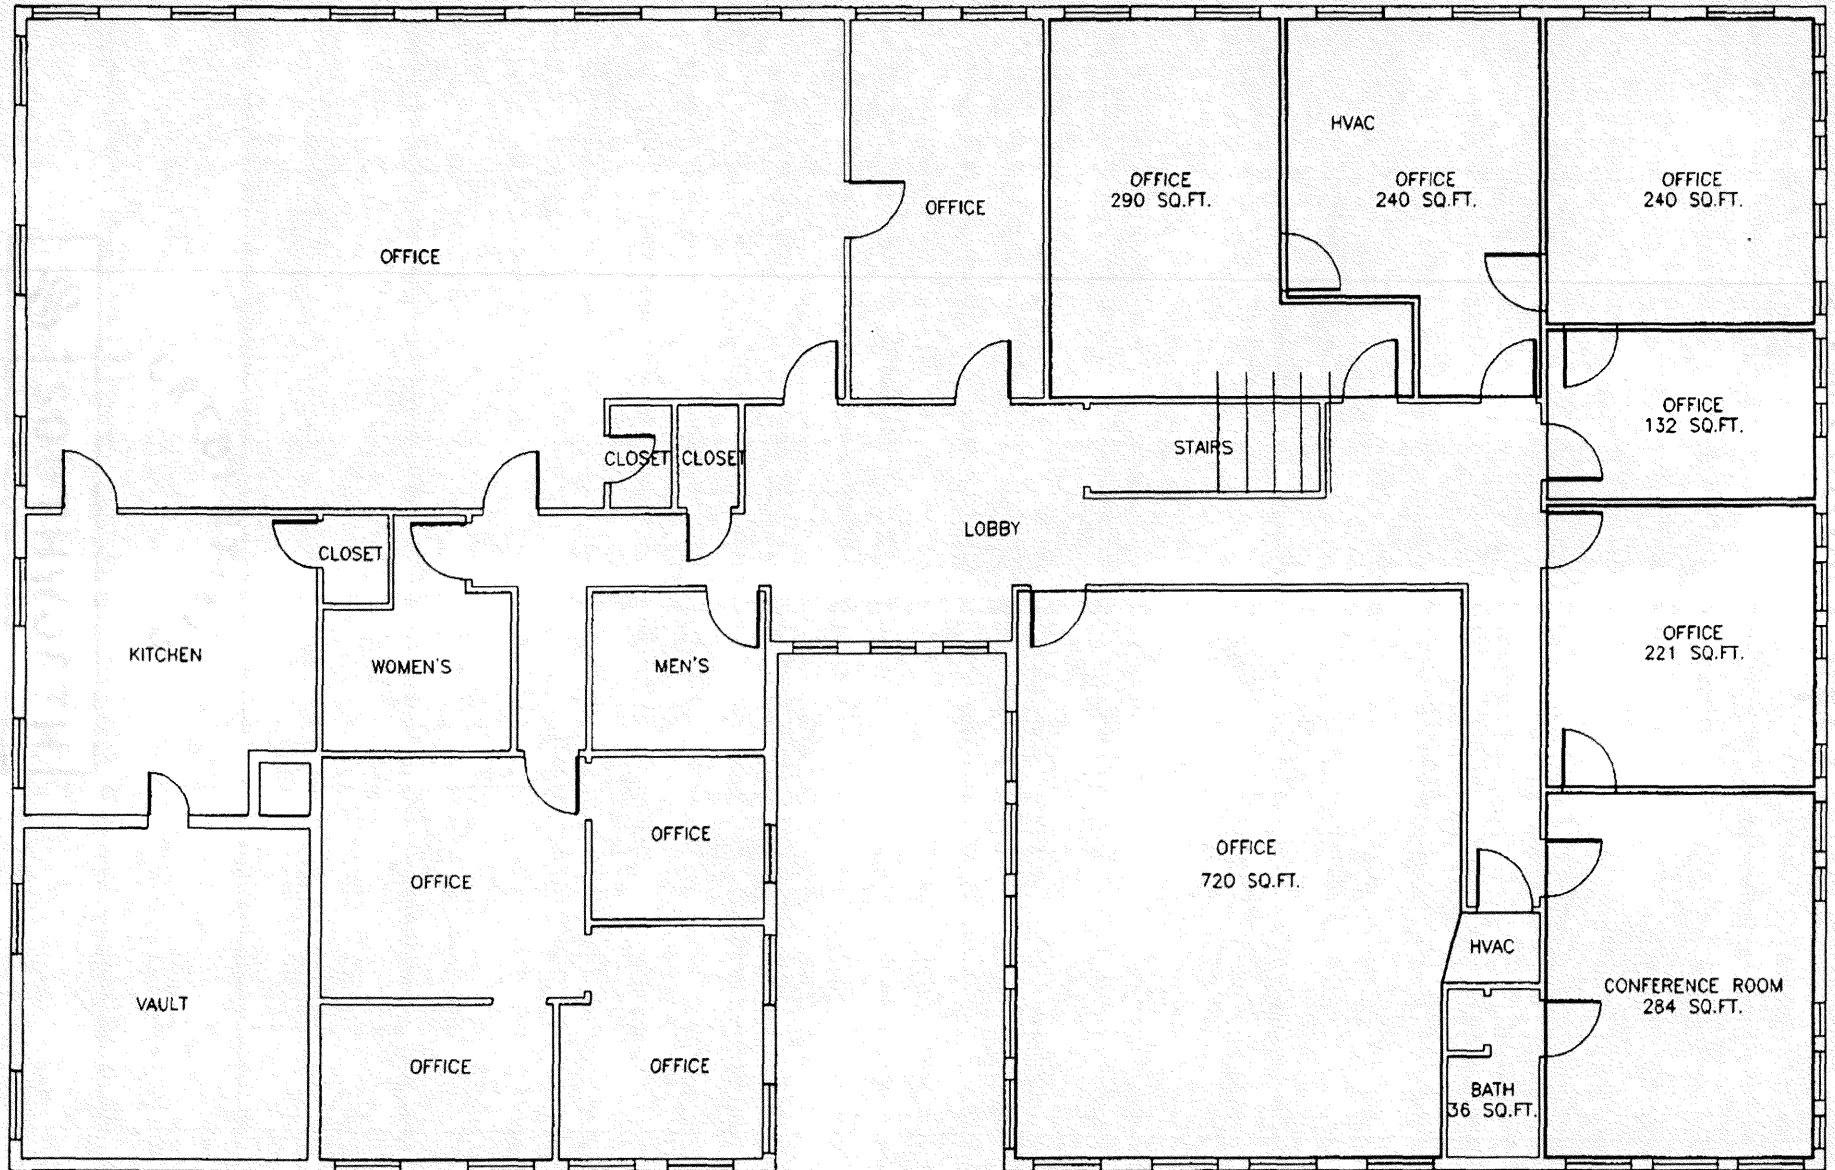 HVAC
OFFICE
290 SQ.FT.
OFFICE
240 SQ.FT.
OFFICE
240 SQ.FT.
OFFICE
OFFICE
OFFICE
132 SQ.FT.
STAIRS
CLOSET
CLOSET
LOBBY
CLOSET
KITCHEN
WOMEN'S
MEN'S
OFFICE
221 SQ.FT.
OFFICE
OFFICE
720 SQ.FT.
OFFICE
HVAC
VAULT
CONFERENCE ROOM
284 SQ.FT.
OFFICE
OFFICE
BATH
36 SQ.FT.